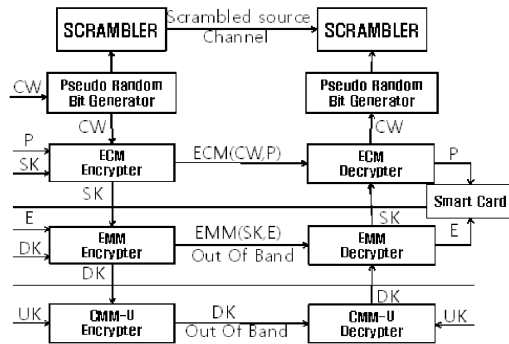 SCRAMBLER
Scrambled source
Channel
SCRAMBLER
CW
Pseudo Random
Bit Generator
Pseudo Random
Bit Generator
CW
CW
P
SK
ECM
Encrypter
ECM(CW,P)
ECM
Decrypter
P
SK
Smart Card
SK
E
DK
EMM
Encrypter
EMM(SK,E)
Out Of Band
EMM
Decrypter
E
DK
DK
UK
CMM-U
Encrypter
DK
Out Of Band
CMM-U
Decrypter
UK